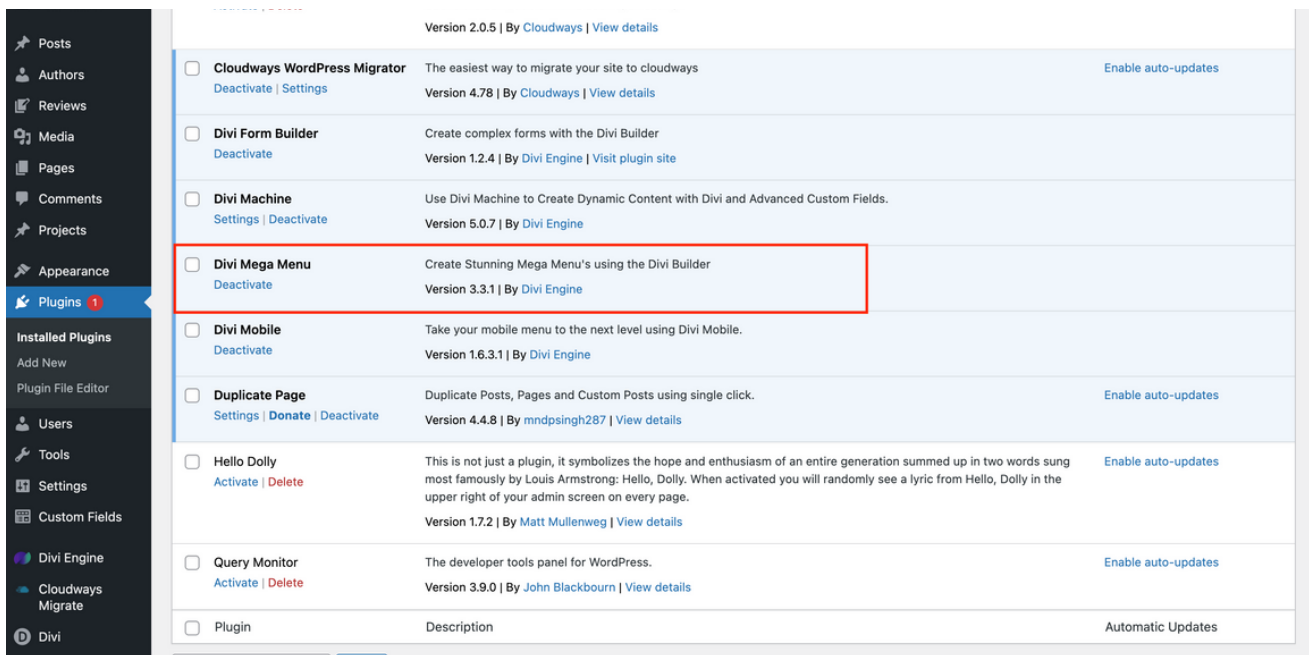 Version 2.0.5 | By Cloudways | View details
Posts
Authors
Reviews
Media
Pages
Comments
Projects
Appearance
Plugins 1
Installed Plugins
Add New
Plugin File Editor
Users
Tools
Settings
Custom Fields
Divi Engine
Cloudways
Migrate
Divi
Cloudways WordPress Migrator
Deactivate | Settings
The easiest way to migrate your site to cloudways
Version 4.78 | By Cloudways | View details
Enable auto-updates
Divi Form Builder
Deactivate
Create complex forms with the Divi Builder
Version 1.2.4 | By Divi Engine | Visit plugin site
Divi Machine
Settings | Deactivate
Use Divi Machine to Create Dynamic Content with Divi and Advanced Custom Fields.
Version 5.0.7 | By Divi Engine
Divi Mega Menu
Deactivate
Create Stunning Mega Menu's using the Divi Builder
Version 3.3.1 | By Divi Engine
Divi Mobile
Deactivate
Take your mobile menu to the next level using Divi Mobile.
Version 1.6.3.1 | By Divi Engine
Duplicate Page
Settings | Donate | Deactivate
Duplicate Posts, Pages and Custom Posts using single click.
Version 4.4.8 | By mndpsingh287 | View details
Enable auto-updates
Hello Dolly
Activate | Delete
This is not just a plugin, it symbolizes the hope and enthusiasm of an entire generation summed up in two words sung
most famously by Louis Armstrong: Hello, Dolly. When activated you will randomly see a lyric from Hello, Dolly in the
upper right of your admin screen on every page.
Version 1.7.2 | By Matt Mullenweg | View details
Enable auto-updates
Query Monitor
Activate | Delete
The developer tools panel for WordPress.
Version 3.9.0 | By John Blackbourn | View details
Enable auto-updates
Plugin
Description
Automatic Updates